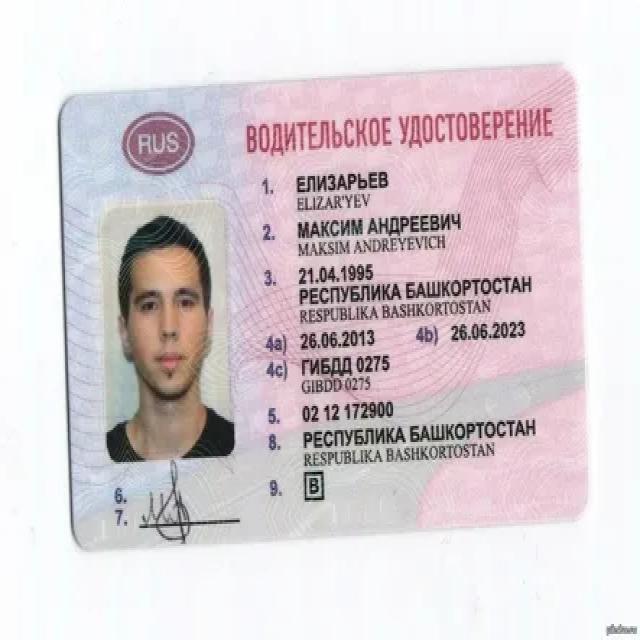 RUS
ВОДИТЕЛЬСКОЕ УДОСТОВЕРЕНИЕ
1. ЕЛИЗАРЬЕВ
ELIZAR'YEV
2. МАКСИМ АНДРЕЕВИЧ
MAKSIM ANDREYEVICH
3. 21.04.1995
РЕСПУБЛИКА БАШКОРТОСТАН
RESPUBLIKA BASHKORTOSTAN
4a) 26.06.2013 4b) 26.06.2023
4c) ГИБДД 0275
GIBDD 0275
5. 02 12 172900
8. РЕСПУБЛИКА БАШКОРТОСТАН
RESPUBLIKA BASHKORTOSTAN
9. B
6.
7.